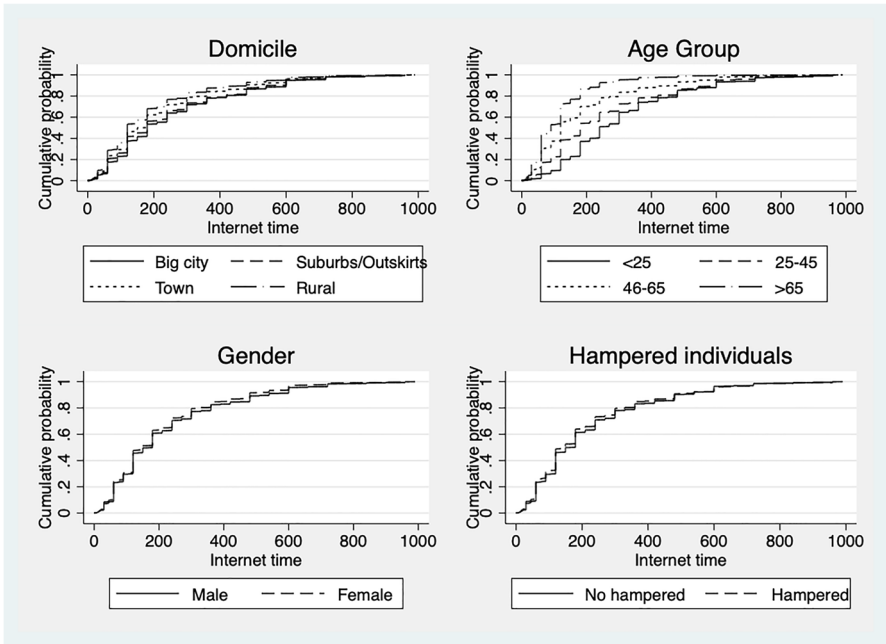 Domicile
Cumulative probability
0 .2 .4 .6 .8 1
0 200 400 600 800 1000
Internet time
Big city Suburbs/Outskirts
Town Rural
Age Group
Cumulative probability
0 .2 .4 .6 .8 1
0 200 400 600 800 1000
Internet time
<25 25-45
46-65 >65
Gender
Cumulative probability
0 .2 .4 .6 .8 1
0 200 400 600 800 1000
Internet time
Male Female
Hampered individuals
Cumulative probability
0 .2 .4 .6 .8 1
0 200 400 600 800 1000
Internet time
No hampered Hampered